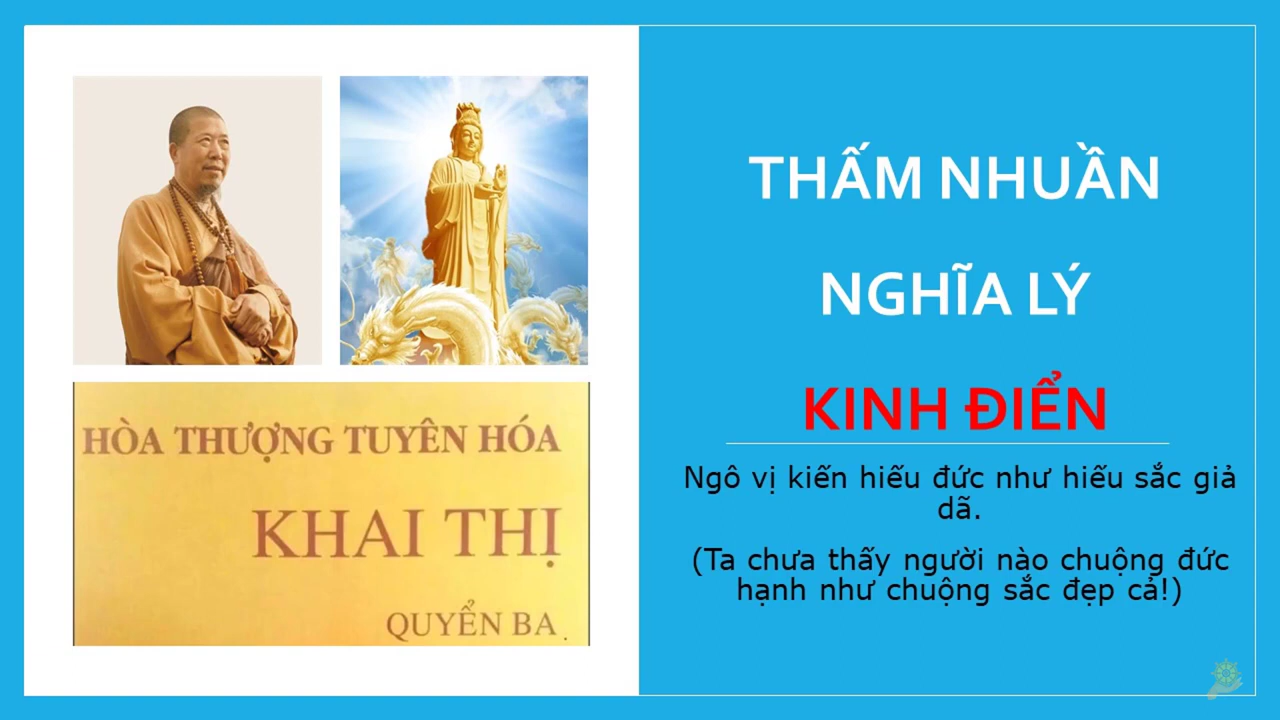 HÒA THƯỢNG TUYÊN HÓA
KHAI THỊ
QUYỂN BA
THẤM NHUẦN
NGHĨA LÝ
KINH ĐIỂN
Ngô vị kiến hiếu đức như hiếu sắc giả
dã.
(Ta chưa thấy người nào chuộng đức
hạnh như chuộng sắc đẹp cả!)